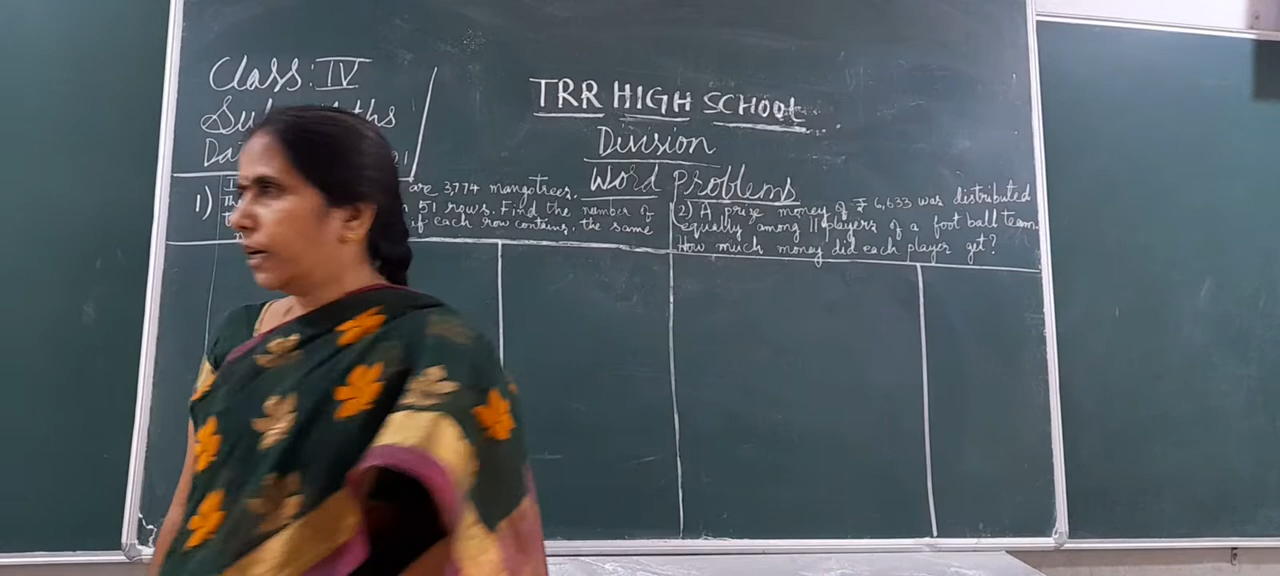 Class: IV
TRR HIGH SCHOOL
Division
Word Problems
21
1) are 3,774 mangotrees.
51 rows. Find the number of
if each row contains, the same
2) A prize money of ₹ 6,633 was distributed
equally among 11 players of a foot ball team.
How much money did each player get?